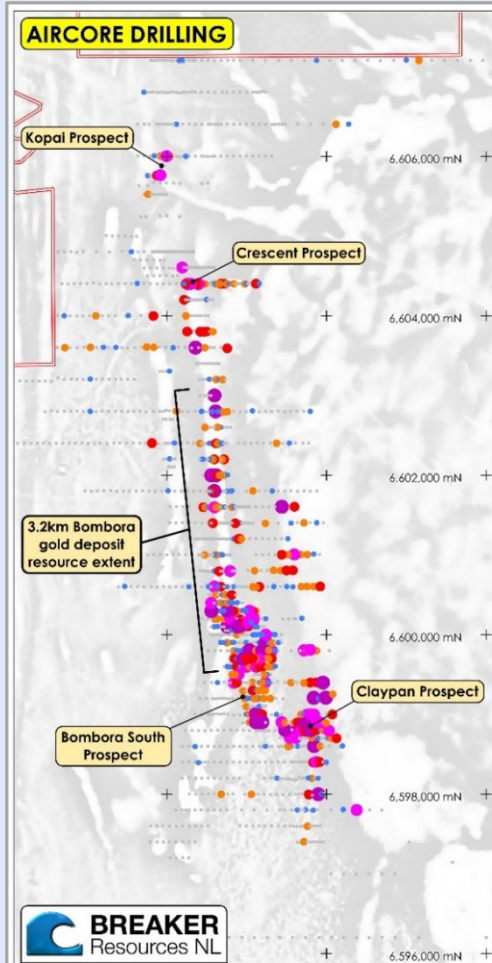 AIRCORE DRILLING
Kopai Prospect
6,606,000 mN
Crescent Prospect
6,604,000 mN
3.2km Bombora
gold deposit
resource extent
6,602,000 mN
6,600,000 mN
Bombora South
Prospect
Claypan Prospect
6,598,000 mN
BREAKER
Resources NL
6,596,000 mN